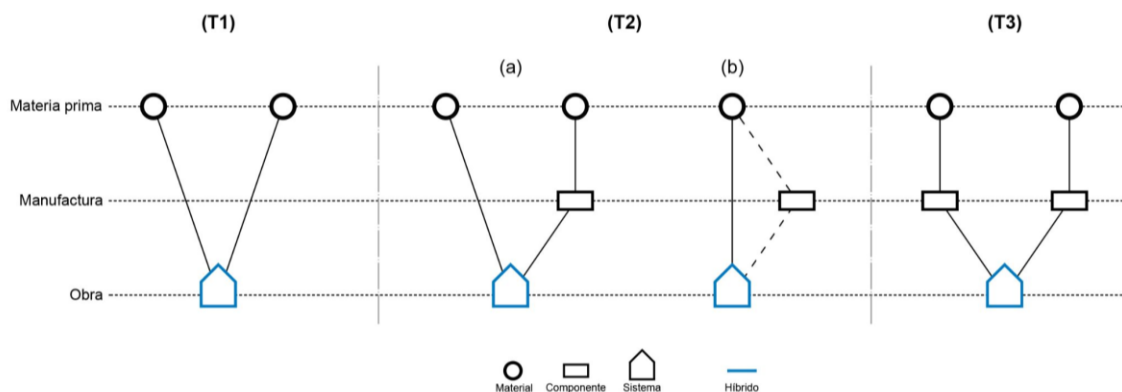 (T1)
(T2)
(T3)
(a)
(b)
Materia prima
Manufactura
Obra
Material
Componente
Sistema
Híbrido